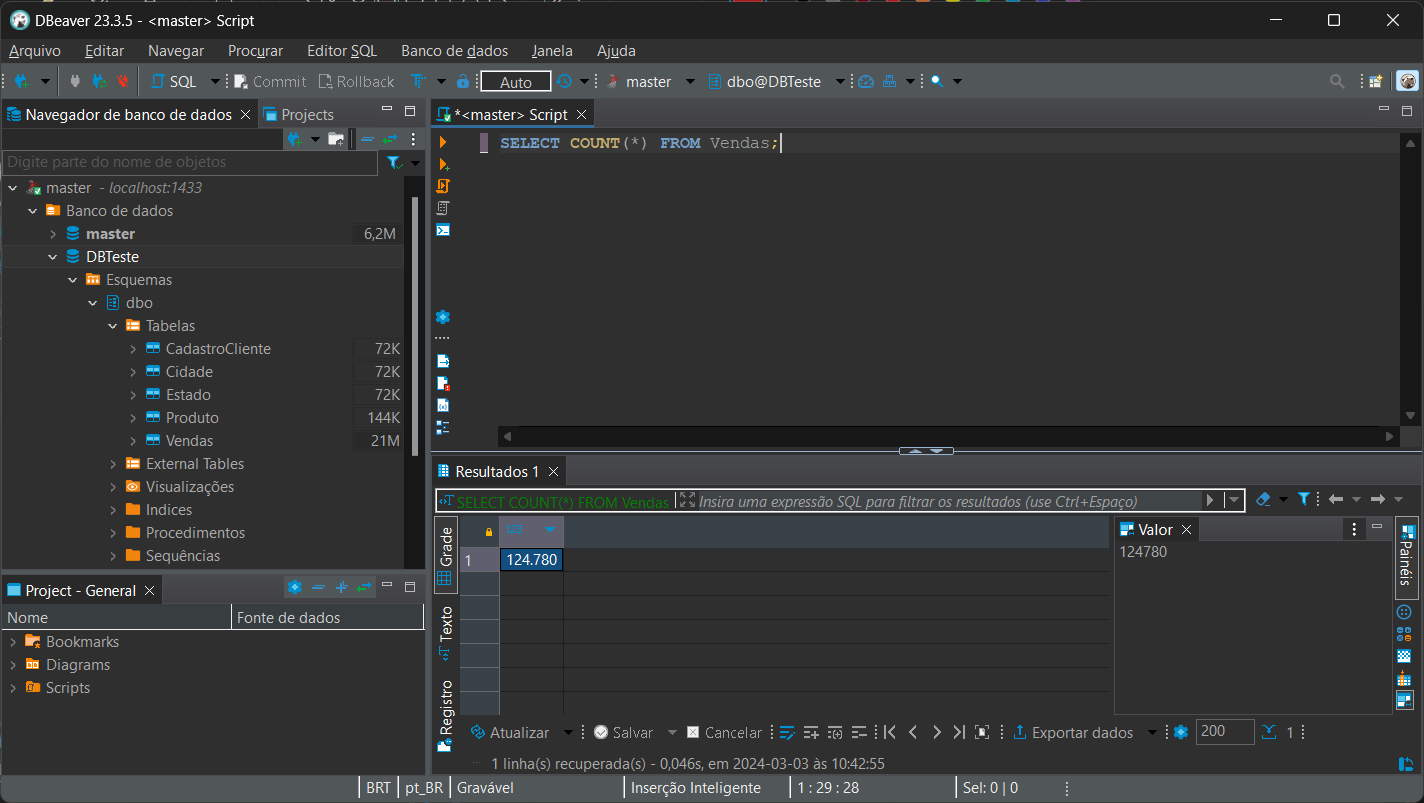 DBeaver 23.3.5 - <master> Script
Arquivo Editar Navegar Procurar Editor SQL Banco de dados Janela Ajuda
SQL Commit Rollback Auto master dbo@DBTeste
Navegador de banco de dados Projects
Digite parte do nome de objetos
master - localhost:1433
Banco de dados
master 6,2M
DBTeste
Esquemas
dbo
Tabelas
CadastroCliente 72K
Cidade 72K
Estado 72K
Produto 144K
Vendas 21M
External Tables
Visualizações
Indices
Procedimentos
Sequências
Project - General
Nome Fonte de dados
Bookmarks
Diagrams
Scripts
*<master> Script
SELECT COUNT(*) FROM Vendas;
Resultados 1
SELECT COUNT(*) FROM Vendas Insira uma expressão SQL para filtrar os resultados (use Ctrl+Espaço)
Grade
Texto
Registro
123
1 124.780
Valor
124780
Painéis
Atualizar Salvar Cancelar Exportar dados 200 1
1 linha(s) recuperada(s) - 0,046s, em 2024-03-03 às 10:42:55
BRT pt_BR Gravável Inserção Inteligente 1 : 29 : 28 Sel: 0 | 0